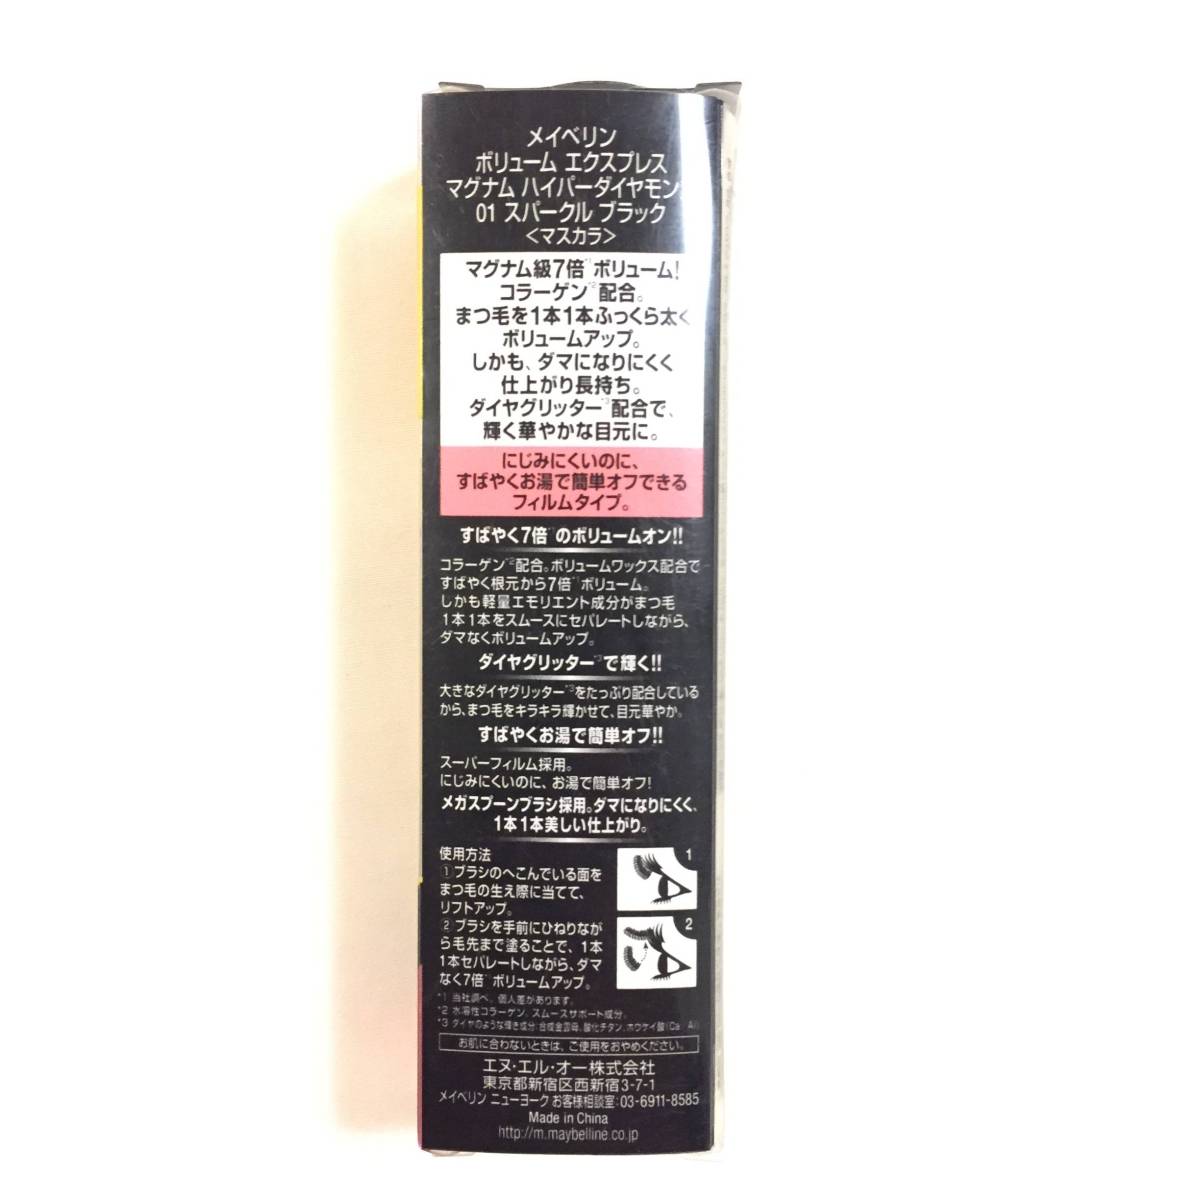 メイベリン
ボリューム エクスプレス
マグナム ハイパーダイヤモン
01 スパークル ブラック
<マスカラ>
マグナム級7倍*1ボリューム!
コラーゲン*2配合。
まつ毛を1本1本ふっくら太く
ボリュームアップ。
しかも、ダマになりにくく
仕上がり長持ち。
ダイヤグリッター*3配合で、
輝く華やかな目元に。
にじみにくいのに、
すばやくお湯で簡単オフできる
フィルムタイプ。
すばやく7倍*1のボリュームオン!!
コラーゲン*2配合。ボリュームワックス配合で
すばやく根元から7倍*1ボリューム。
しかも軽量エモリエント成分がまつ毛
1本1本をスムースにセパレートしながら、
ダマなくボリュームアップ。
ダイヤグリッター*3で輝く!!
大きなダイヤグリッター*3をたっぷり配合している
から、まつ毛をキラキラ輝かせて、目元華やか。
すばやくお湯で簡単オフ!!
スーパーフィルム採用。
にじみにくいのに、お湯で簡単オフ!
メガスプーンブラシ採用。ダマになりにくく、
1本1本美しい仕上がり。
使用方法
①ブラシのへこんでいる面を
まつ毛の生え際に当てて、
リフトアップ。
②ブラシを手前にひねりなが
ら毛先まで塗ることで、1本
1本セパレートしながら、ダマ
なく7倍*1ボリュームアップ。
1
2
*1 当社調べ。個人差があります。
*2 水溶性コラーゲン、スムースサポート成分。
*3 ダイヤのような輝き成分:合成金雲母、酸化チタン、ホウケイ酸(Ca Al)
お肌に合わないときは、ご使用をおやめください。
エヌ・エル・オー株式会社
東京都新宿区西新宿3-7-1
メイベリン ニューヨーク お客様相談室:03-6911-8585
Made in China
http://m.maybelline.co.jp